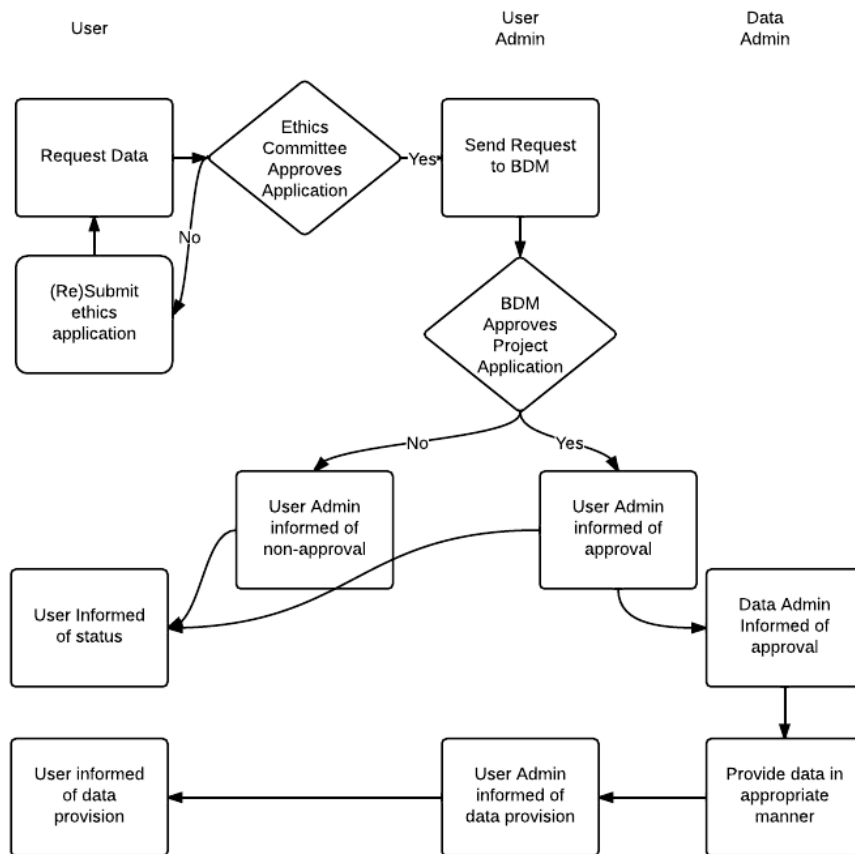 User
User
Admin
Data
Admin
Request Data
Ethics
Committee
Approves
Application
Yes
Send Request
to BDM
No
(Re)Submit
ethics
application
BDM
Approves
Project
Application
No
Yes
User Admin
informed of
non-approval
User Admin
informed of
approval
User Informed
of status
Data Admin
Informed of
approval
User informed
of data
provision
User Admin
informed of
data provision
Provide data in
appropriate
manner